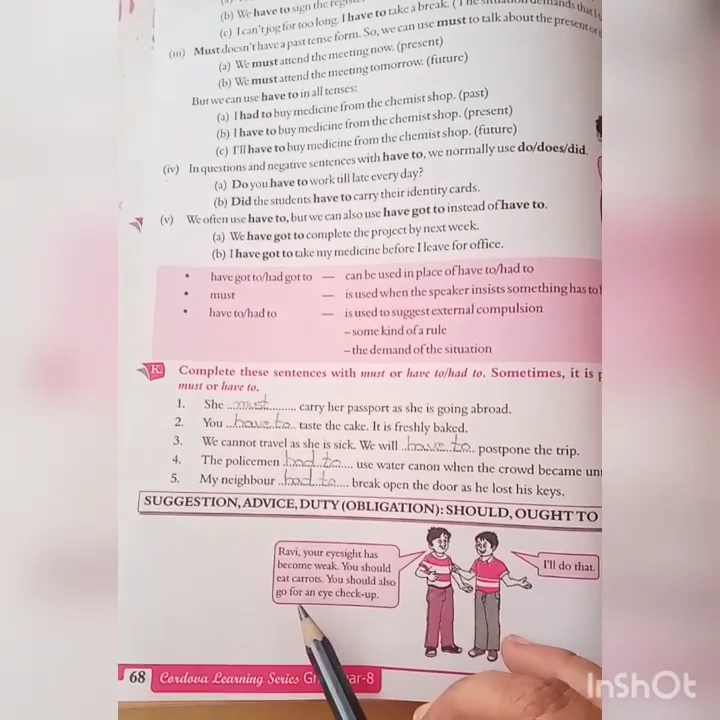 (b) We have to sign the register
(c) I can't jog for too long. I have to take a break. (The situation demands that I
(iii) Must doesn't have a past tense form. So, we can use must to talk about the present or
(a) We must attend the meeting now. (present)
(b) We must attend the meeting tomorrow. (future)
But we can use have to in all tenses:
(a) I had to buy medicine from the chemist shop. (past)
(b) I have to buy medicine from the chemist shop. (present)
(c) I'll have to buy medicine from the chemist shop. (future)
(iv) In questions and negative sentences with have to, we normally use do/does/did.
(a) Do you have to work till late every day?
(b) Did the students have to carry their identity cards.
(v) We often use have to, but we can also use have got to instead of have to.
(a) We have got to complete the project by next week.
(b) I have got to take my medicine before I leave for office.
• have got to/had got to — can be used in place of have to/had to
• must — is used when the speaker insists something has to
• have to/had to — is used to suggest external compulsion
– some kind of a rule
– the demand of the situation
K. Complete these sentences with must or have to/had to. Sometimes, it is
must or have to.
1. She ...must.......... carry her passport as she is going abroad.
2. You ..have to.. taste the cake. It is freshly baked.
3. We cannot travel as she is sick. We will ..have to.. postpone the trip.
4. The policemen had to.... use water canon when the crowd became
5. My neighbour ..had to.... break open the door as he lost his keys.
SUGGESTION, ADVICE, DUTY (OBLIGATION): SHOULD, OUGHT TO
Ravi, your eyesight has
become weak. You should
eat carrots. You should also
go for an eye check-up.
I'll do that.
68 Cordova Learning Series
InShOt